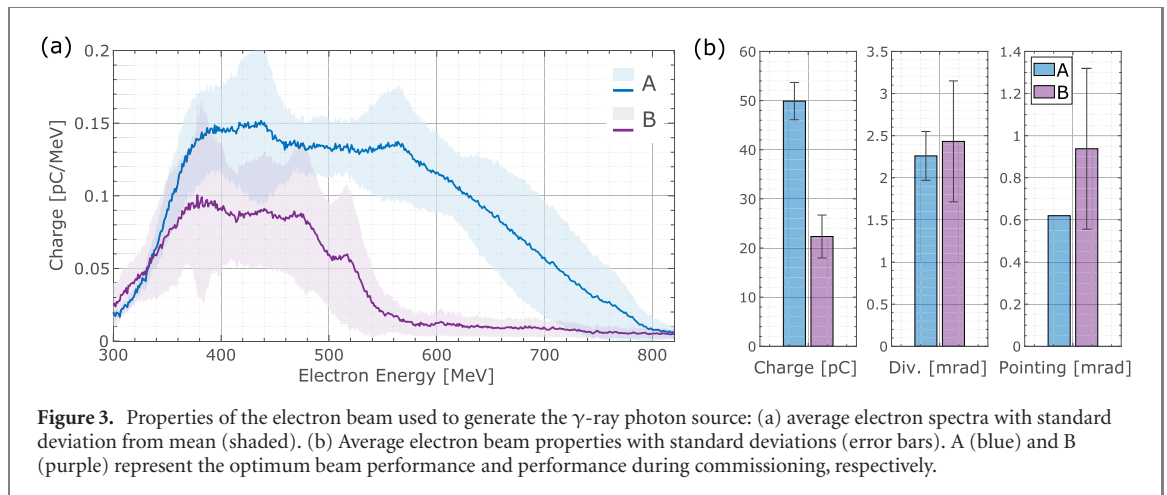 (a)
0.2
0.15
0.1
0.05
0
Charge [pC/MeV]
A
B
300 400 500 600 700 800
Electron Energy [MeV]
(b)
60
50
40
30
20
10
0
Charge [pC]
3.5
3
2.5
2
1.5
1
0.5
0
Div. [mrad]
1.4
1.2
1
0.8
0.6
0.4
0.2
0
A
B
Pointing [mrad]
Figure 3. Properties of the electron beam used to generate the γ-ray photon source: (a) average electron spectra with standard
deviation from mean (shaded). (b) Average electron beam properties with standard deviations (error bars). A (blue) and B
(purple) represent the optimum beam performance and performance during commissioning, respectively.